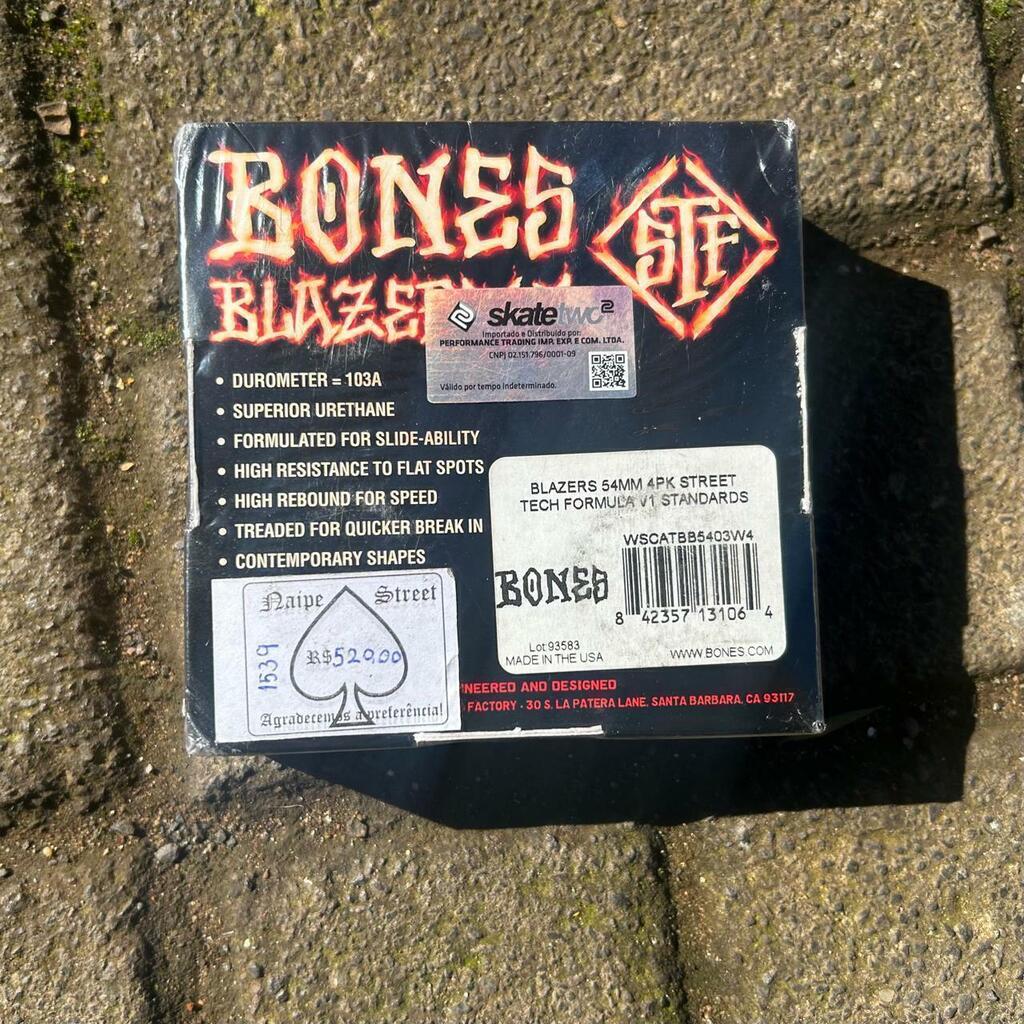 BONES
STF
skatetwo²
Importado e Distribuído por:
PERFORMANCE TRADING IMP. EXP. E COM. LTDA.
CNPJ 02.151.796/0001-09
Válido por tempo indeterminado.
• DUROMETER = 103A
• SUPERIOR URETHANE
• FORMULATED FOR SLIDE-ABILITY
• HIGH RESISTANCE TO FLAT SPOTS
• HIGH REBOUND FOR SPEED
• TREADED FOR QUICKER BREAK IN
• CONTEMPORARY SHAPES
BLAZERS 54MM 4PK STREET
TECH FORMULA V1 STANDARDS
WSCATBB5403W4
BONES
8 42357 13106 4
Lot 93583
MADE IN THE USA
WWW.BONES.COM
Naipe Street
1539
R$520,00
Agradecemos a preferência!
NEERED AND DESIGNED
FACTORY · 30 S. LA PATERA LANE, SANTA BARBARA, CA 93117